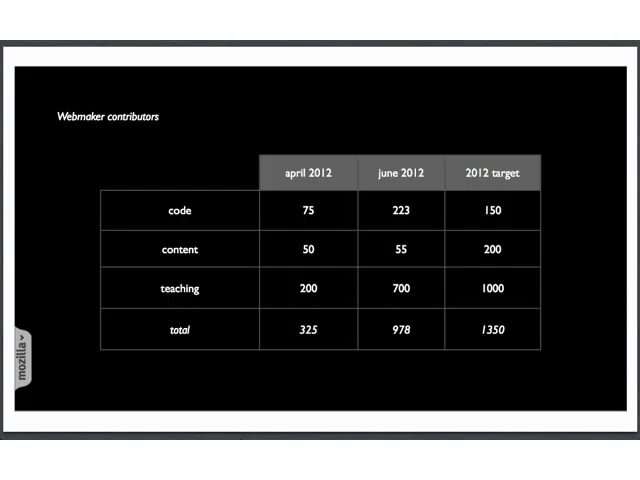 Webmaker contributors
april 2012 june 2012 2012 target
code 75 223 150
content 50 55 200
teaching 200 700 1000
total 325 978 1350
mozilla